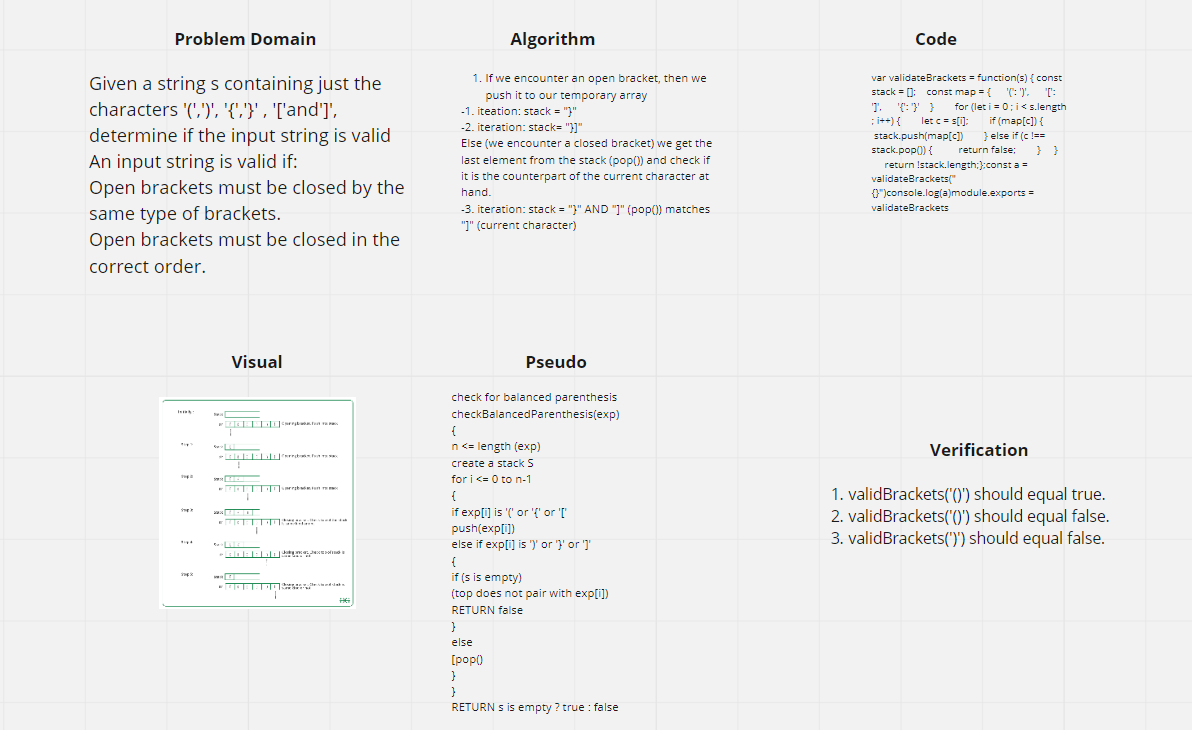 Problem Domain
Given a string s containing just the
characters '(',')', '{','}' , '['and']',
determine if the input string is valid
An input string is valid if:
Open brackets must be closed by the
same type of brackets.
Open brackets must be closed in the
correct order.
Algorithm
1. If we encounter an open bracket, then we
push it to our temporary array
-1. iteation: stack = "}"
-2. iteration: stack= "}]"
Else (we encounter a closed bracket) we get the
last element from the stack (pop()) and check if
it is the counterpart of the current character at
hand.
-3. iteration: stack = "}" AND "]" (pop()) matches
"]" (current character)
Code
var validateBrackets = function(s) { const
stack = []; const map = { '(': ')', '[':
']', '{': '}' } for (let i = 0 ; i < s.length
; i++) { let c = s[i]; if (map[c]) {
stack.push(map[c]) } else if (c !==
stack.pop()) { return false; } }
return !stack.length;};const a =
validateBrackets("
{}")console.log(a)module.exports =
validateBrackets
Visual
Pseudo
check for balanced parenthesis
checkBalancedParenthesis(exp)
{
n <= length (exp)
create a stack S
for i <= 0 to n-1
{
if exp[i] is '(' or '{' or '['
push(exp[i])
else if exp[i] is ')' or '}' or ']'
{
if (s is empty)
(top does not pair with exp[i])
RETURN false
}
else
[pop()
}
}
RETURN s is empty ? true : false
Verification
1. validBrackets('()') should equal true.
2. validBrackets('()') should equal false.
3. validBrackets(')') should equal false.